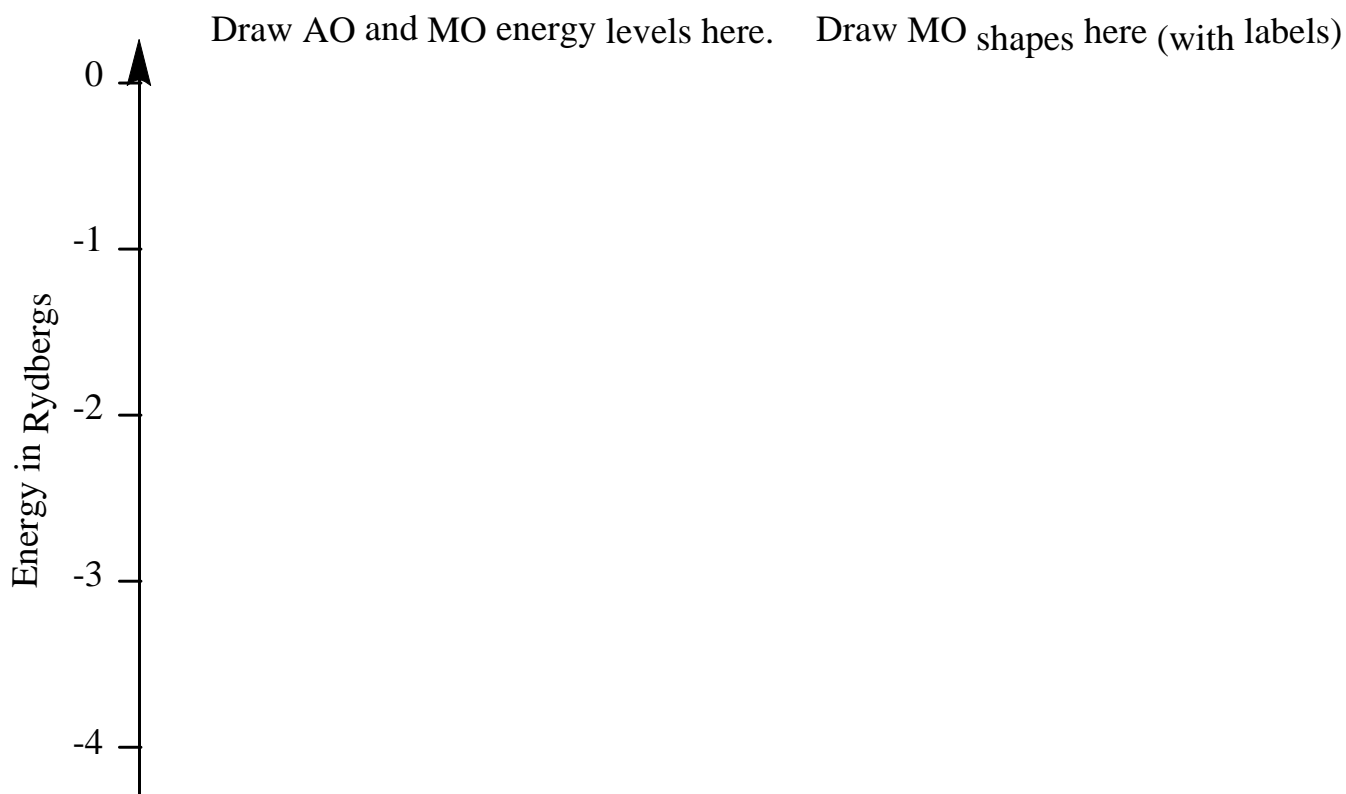 Draw AO and MO energy levels here.
Draw MO shapes here (with labels)
0
-1
-2
-3
-4
Energy in Rydbergs